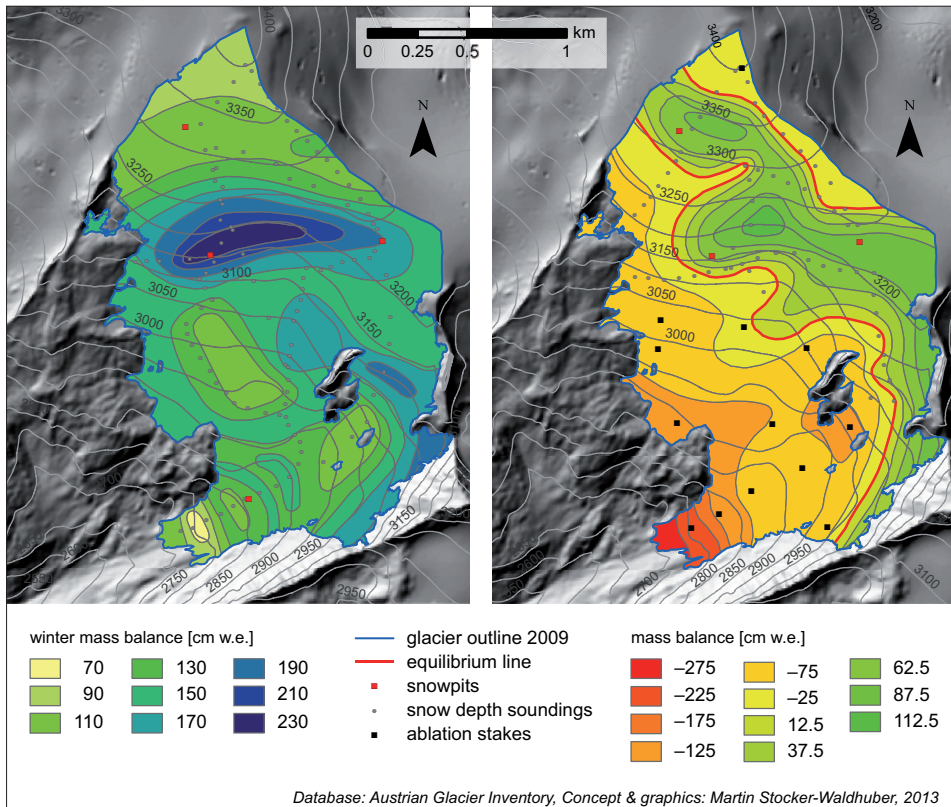 km
0 0.25 0.5 1
3400
3350
3250
N
3100
3200
3050
3000
3150
3150
2750
2850
2900
2950
2950
3200
3300
3400
3350
3300
N
3250
3150
3050
3000
2700
2800
2850
2900
2950
3100
winter mass balance [cm w.e.]
70 130 190
90 150 210
110 170 230
glacier outline 2009
equilibrium line
snowpits
snow depth soundings
ablation stakes
mass balance [cm w.e.]
–275 –75 62.5
–225 –25 87.5
–175 12.5 112.5
–125 37.5
Database: Austrian Glacier Inventory, Concept & graphics: Martin Stocker-Waldhuber, 2013